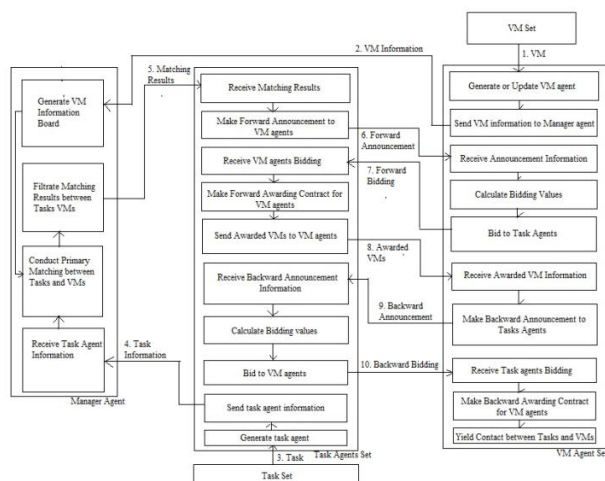 VM Set
1. VM
2. VM Information
5. Matching
Results
Generate VM
Information
Board
Filtrate Matching
Results between
Tasks VMs
Conduct Primary
Matching between
Tasks and VMs
Receive Task Agent
Information
Manager Agent
4. Task
Information
Receive Matching Results
Make Forward Announcement to
VM agents
Receive VM agents Bidding
Make Forward Awarding Contract for
VM agents
Send Awarded VMs to VM agents
Receive Backward Announcement
Information
Calculate Bidding values
Bid to VM agents
Send task agent information
Generate task agent
Task Agents Set
3. Task
Task Set
6. Forward
Announcement
7. Forward
Bidding
8. Awarded
VMs
9. Backward
Announcement
10. Backward Bidding
Generate or Update VM agent
Send VM information to Manager agent
Receive Announcement Information
Calculate Bidding Values
Bid to Task Agents
Receive Awarded VM Information
Make Backward Announcement to
Tasks Agents
Receive Task agents Bidding
Make Backward Awarding Contract
for VM agents
Yield Contact between Tasks and VMs
VM Agent Set